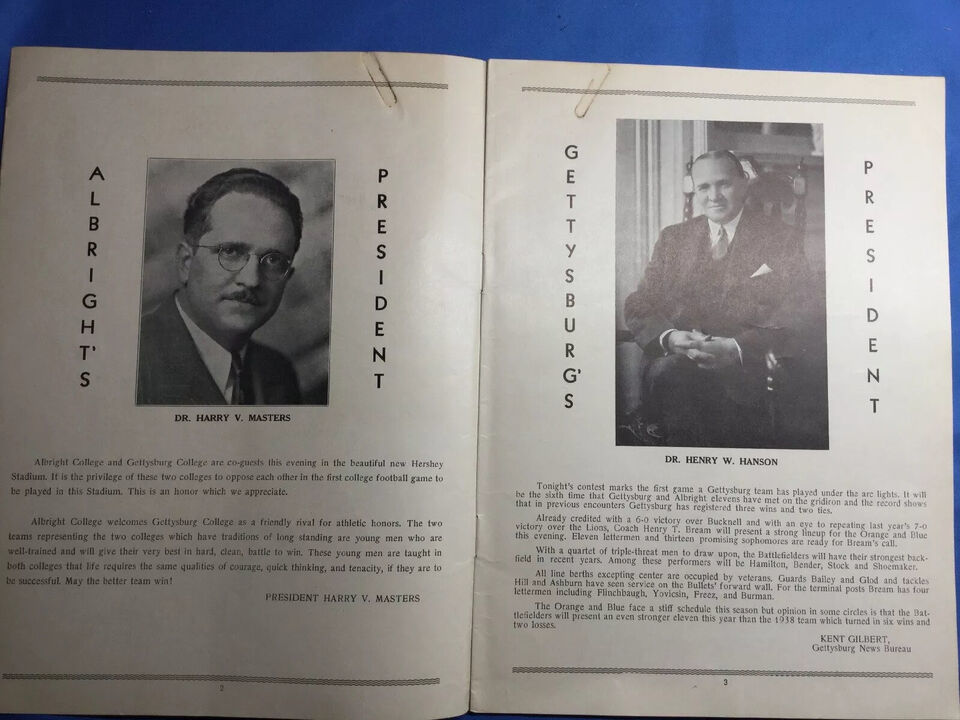 ALBRIGHT'S
PRESIDENT
DR. HARRY V. MASTERS
Albright College and Gettysburg College are co-guests this evening in the beautiful new Hershey
Stadium. It is the privilege of these two colleges to oppose each other in the first college football game to
be played in this Stadium. This is an honor which we appreciate.
Albright College welcomes Gettysburg College as a friendly rival for athletic honors. The two
teams representing the two colleges which have traditions of long standing are young men who are
well-trained and will give their very best in hard, clean, battle to win. These young men are taught in
both colleges that life requires the same qualities of courage, quick thinking, and tenacity, if they are to
be successful. May the better team win!
PRESIDENT HARRY V. MASTERS
2
GETTYSBURG'S
PRESIDENT
DR. HENRY W. HANSON
Tonight's contest marks the first game a Gettysburg team has played under the arc lights. It will
be the sixth time that Gettysburg and Albright elevens have met on the gridiron and the record shows
that in previous encounters Gettysburg has registered three wins and two ties.
Already credited with a 6-0 victory over Bucknell and with an eye to repeating last year's 7-0
victory over the Lions, Coach Henry T. Bream will present a strong lineup for the Orange and Blue
this evening. Eleven lettermen and thirteen promising sophomores are ready for Bream's call.
With a quartet of triple-threat men to draw upon, the Battlefielders will have their strongest back-
field in recent years. Among these performers will be Hamilton, Bender, Stock and Shoemaker.
All line berths excepting center are occupied by veterans. Guards Bailey and Glod and tackles
Hill and Ashburn have seen service on the Bullets' forward wall. For the terminal posts Bream has four
lettermen including Flinchbaugh, Yovicsin, Freez, and Burman.
The Orange and Blue face a stiff schedule this season but opinion in some circles is that the Bat-
tlefielders will present an even stronger eleven this year than the 1938 team which turned in six wins and
two losses.
KENT GILBERT,
Gettysburg News Bureau
3